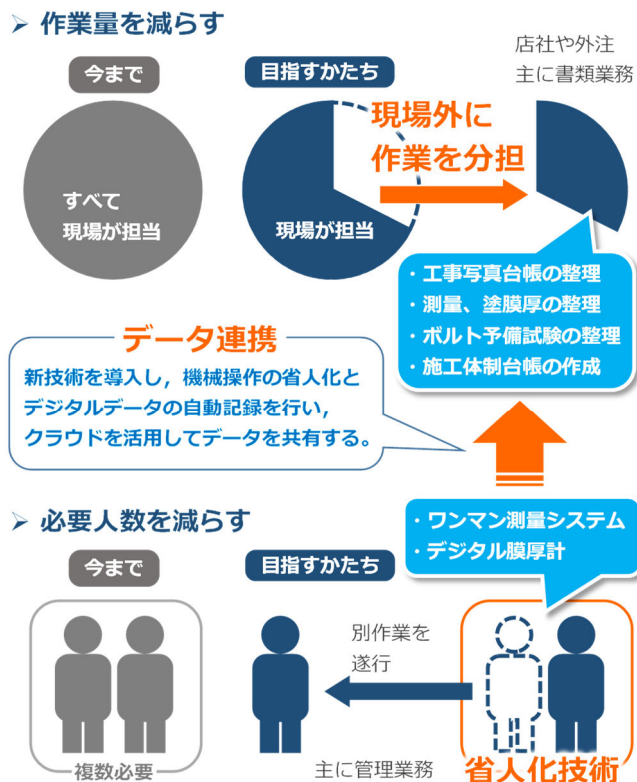 ➢ 作業量を減らす
今まで
目指すかたち
店社や外注
主に書類業務
すべて
現場が担当
現場が担当
現場外に
作業を分担
・工事写真台帳の整理
・測量、塗膜厚の整理
・ボルト予備試験の整理
・施工体制台帳の作成
データ連携
新技術を導入し，機械操作の省人化と
デジタルデータの自動記録を行い，
クラウドを活用してデータを共有する。
➢ 必要人数を減らす
今まで
目指すかたち
・ワンマン測量システム
・デジタル膜厚計
別作業を
遂行
複数必要
主に管理業務
省人化技術